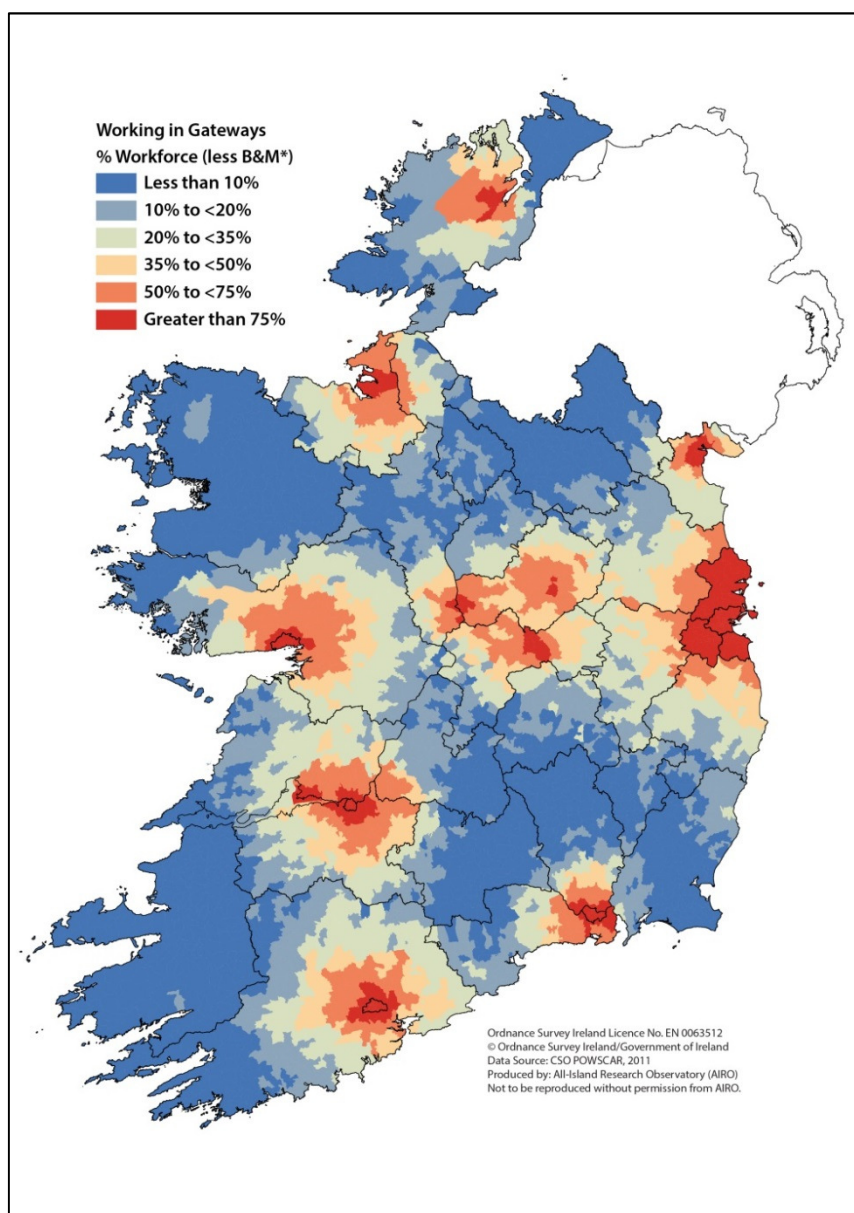 Working in Gateways
% Workforce (less B&M*)
Less than 10%
10% to <20%
20% to <35%
35% to <50%
50% to <75%
Greater than 75%
Ordnance Survey Ireland Licence No. EN 0063512
© Ordnance Survey Ireland/Government of Ireland
Data Source: CSO POWSCAR, 2011
Produced by: All-Island Research Observatory (AIRO)
Not to be reproduced without permission from AIRO.